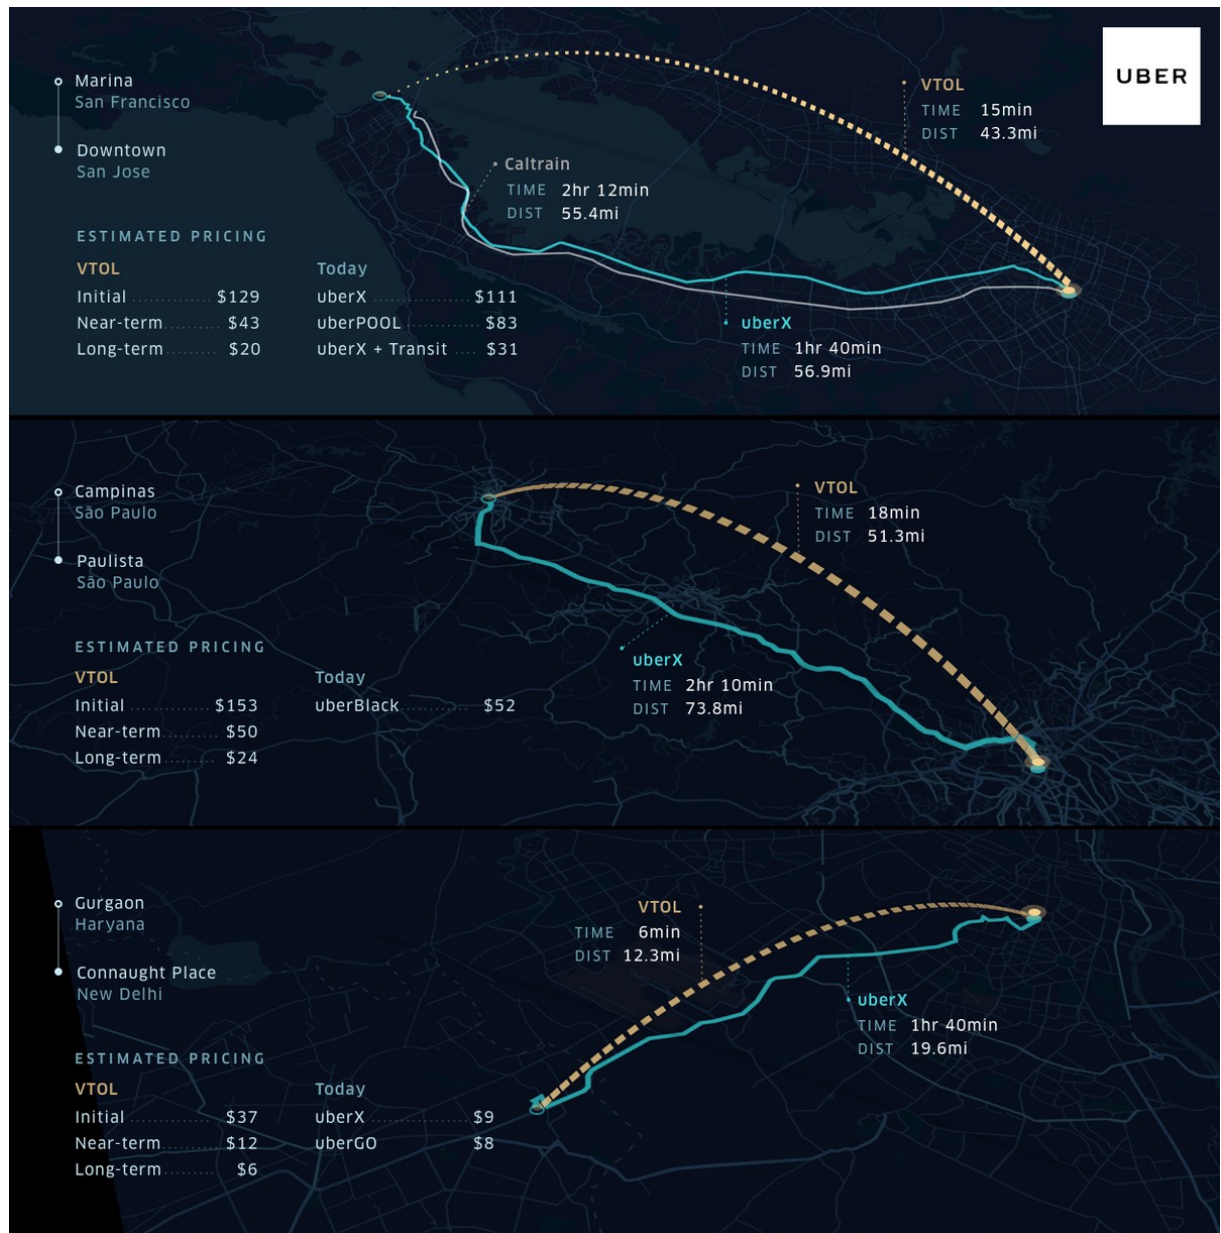 UBER
Marina
San Francisco
Downtown
San Jose
VTOL
TIME 15min
DIST 43.3mi
Caltrain
TIME 2hr 12min
DIST 55.4mi
uberX
TIME 1hr 40min
DIST 56.9mi
ESTIMATED PRICING
VTOL Today
Initial ............ $129 uberX ............ $111
Near-term .......... $43 uberPOOL .......... $83
Long-term ......... $20 uberX + Transit .... $31
Campinas
São Paulo
Paulista
São Paulo
VTOL
TIME 18min
DIST 51.3mi
uberX
TIME 2hr 10min
DIST 73.8mi
ESTIMATED PRICING
VTOL Today
Initial ............ $153 uberBlack .......... $52
Near-term .......... $50
Long-term ......... $24
Gurgaon
Haryana
Connaught Place
New Delhi
VTOL
TIME 6min
DIST 12.3mi
uberX
TIME 1hr 40min
DIST 19.6mi
ESTIMATED PRICING
VTOL Today
Initial ............ $37 uberX ............ $9
Near-term .......... $12 uberGO ............ $8
Long-term ......... $6